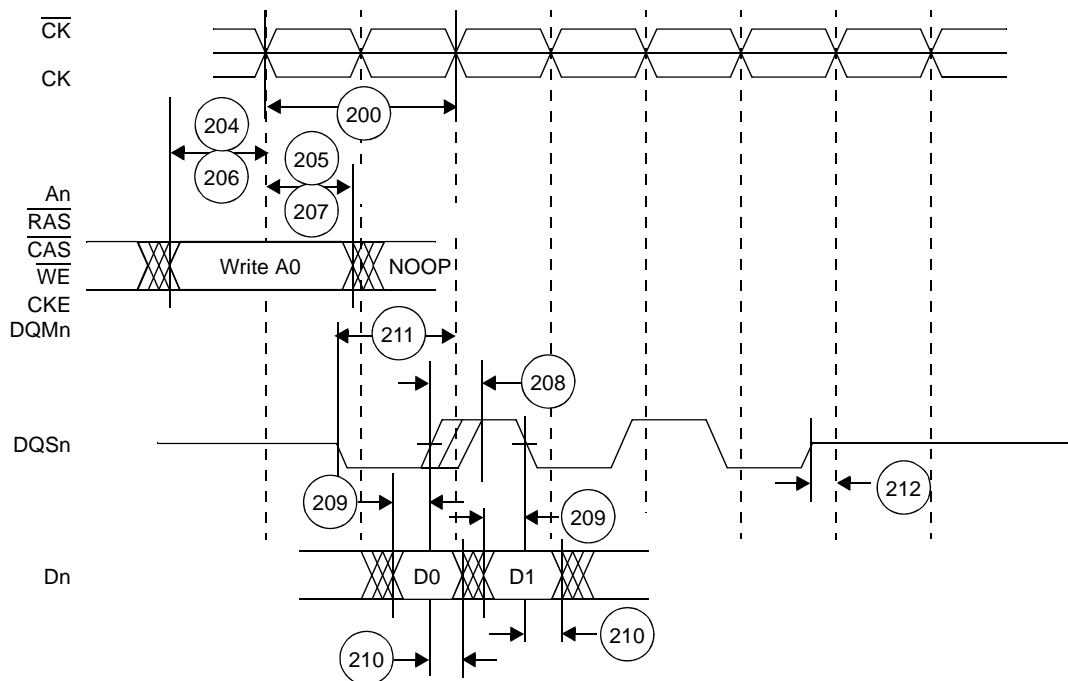 CK
CK
200
204
206
205
207
An
RAS
CAS
WE
CKE
DQMn
Write A0
NOOP
211
208
DQSn
209
209
212
Dn
D0
D1
210
210